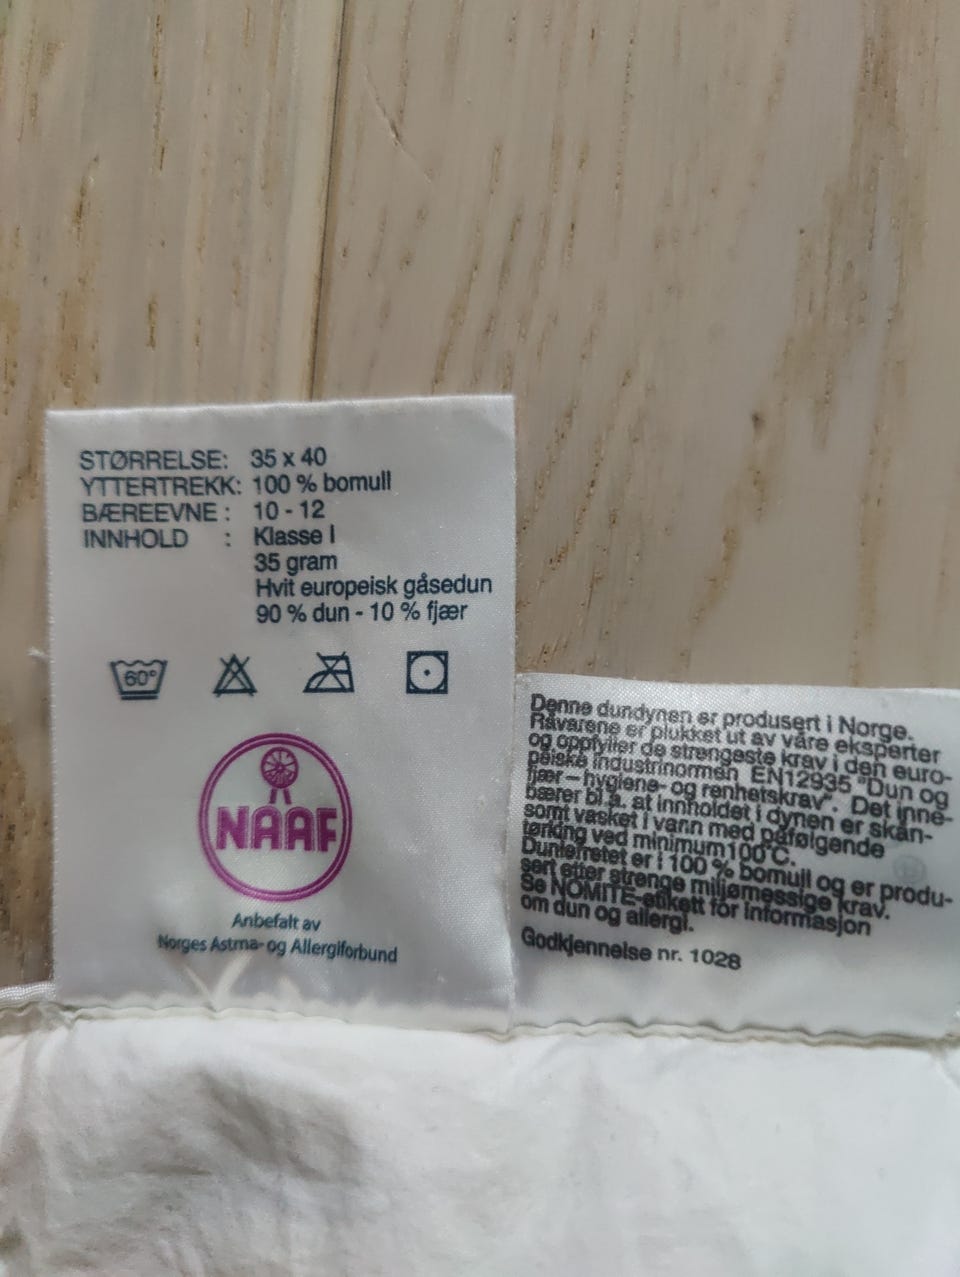 STØRRELSE: 35 x 40
YTTERTREKK: 100 % bomull
BÆREEVNE : 10 - 12
INNHOLD : Klasse I
35 gram
Hvit europeisk gåsedun
90 % dun - 10 % fjær
60°
NAAF
Anbefalt av
Norges Astma- og Allergiforbund
Denne dundynen er produsert i Norge.
Råvarene er plukket ut av våre eksperter
og oppfyller de strengeste krav i den euro-
peiske industrinormen EN12935 "Dun og
fjær – hygiene- og renhetskrav". Det inne-
bærer bl.a. at innholdet i dynen er skån-
somt vasket i vann med påfølgende
tørking ved minimum 100°C.
Dunlerretet er i 100 % bomull og er produ-
sert etter strenge miljømessige krav.
Se NOMITE-etikett for informasjon
om dun og allergi.
Godkjennelse nr. 1028